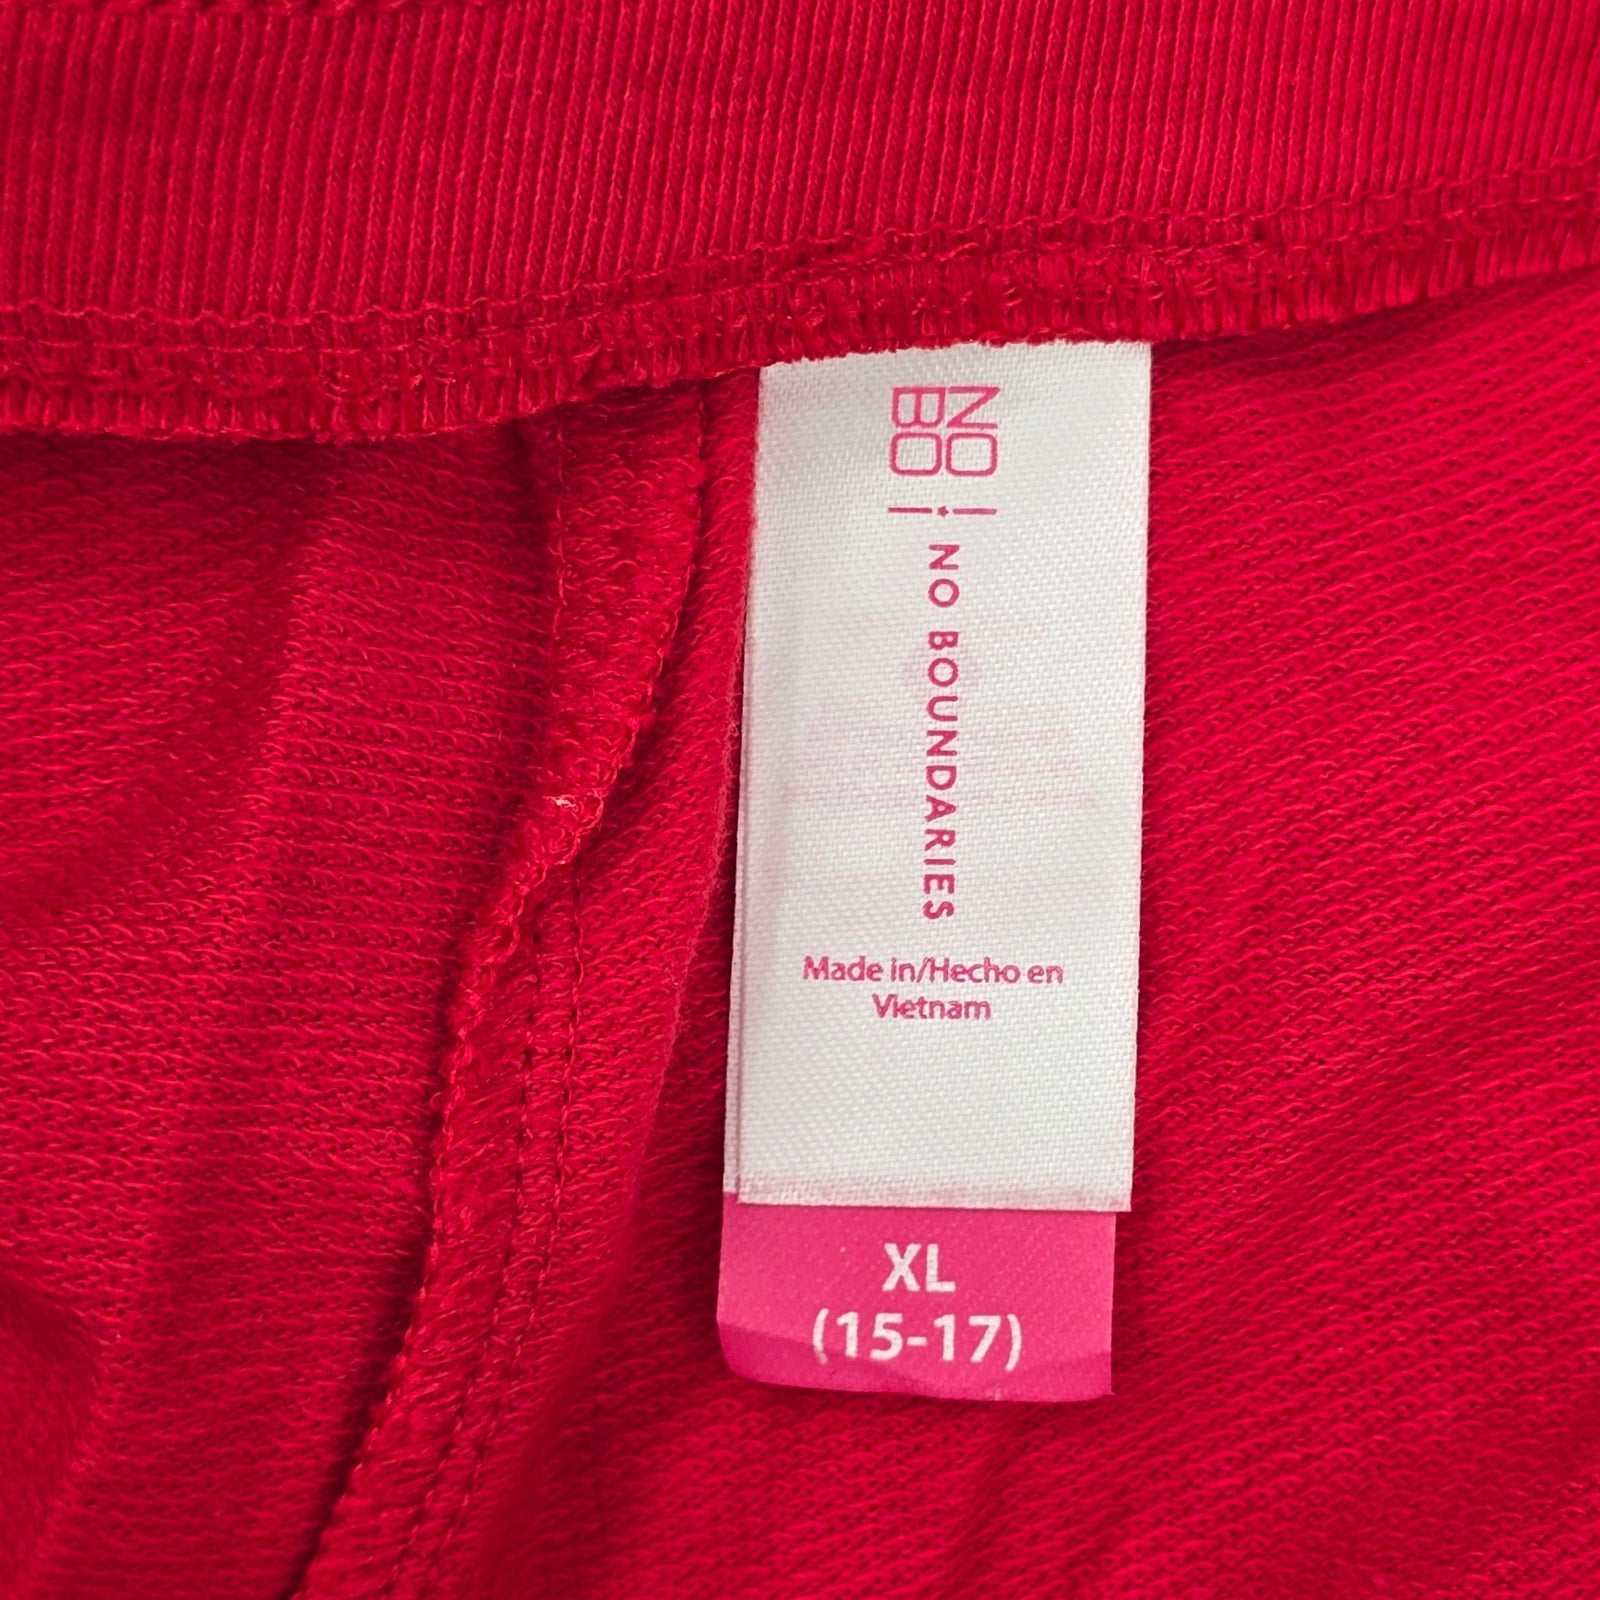 NO
BO
NO BOUNDARIES
Made in/Hecho en
Vietnam
XL
(15-17)